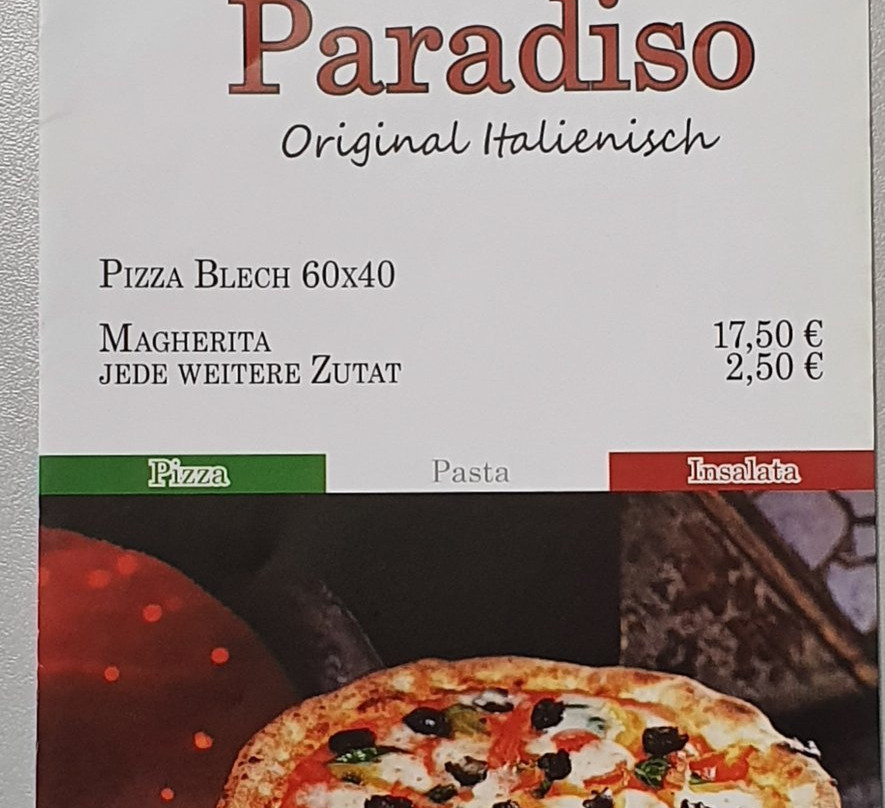 Paradiso
Original Italienisch
Pizza Blech 60x40
Magherita 17,50 €
jede weitere Zutat 2,50 €
Pizza Pasta Insalata